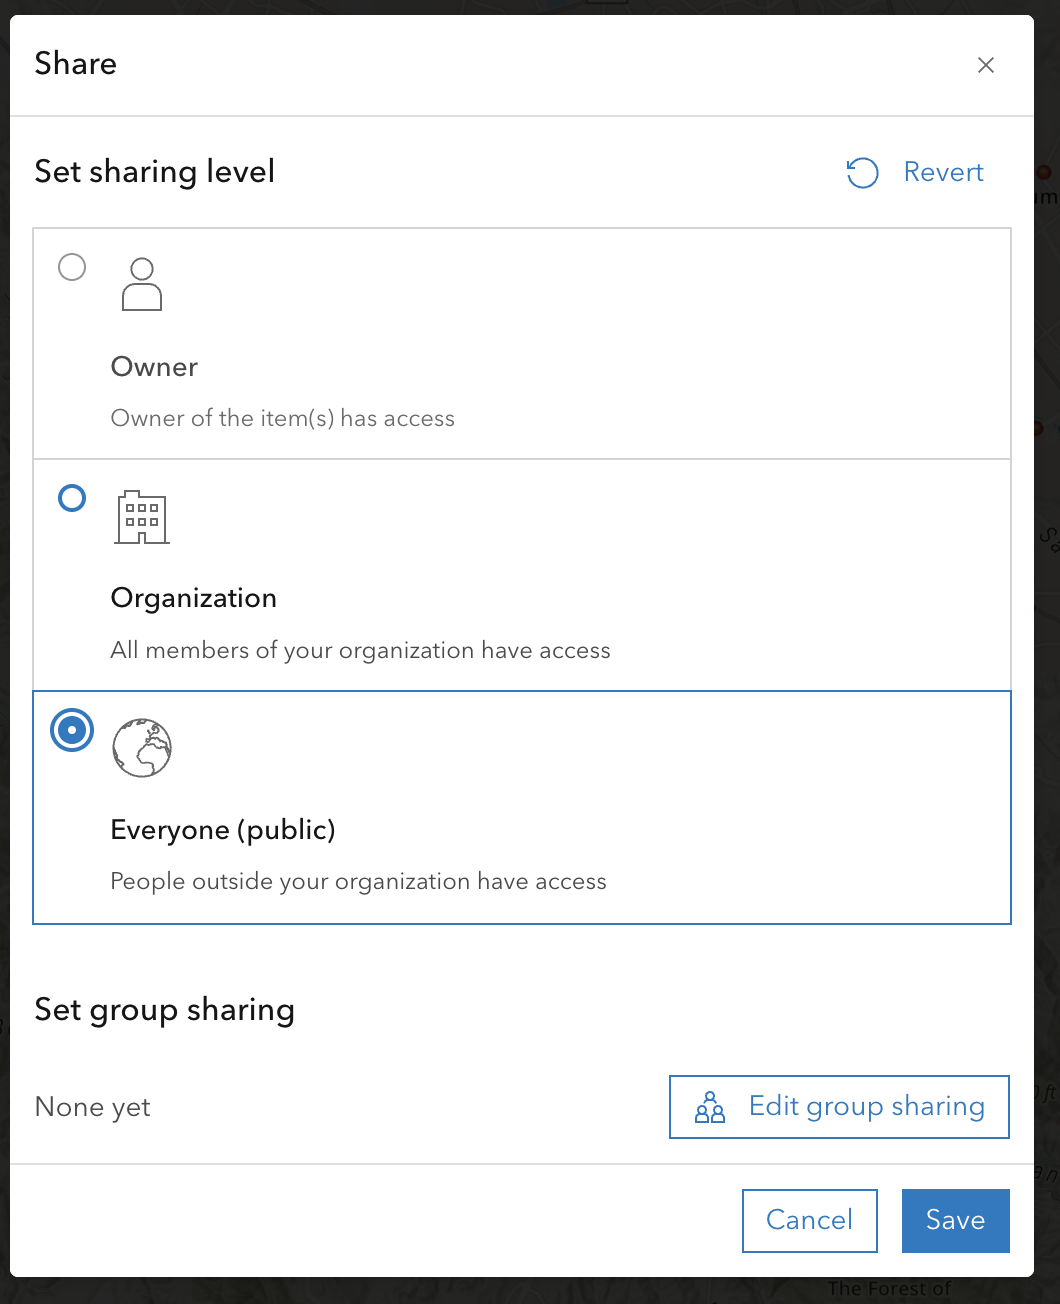 Share
Set sharing level
Revert
Owner
Owner of the item(s) has access
Organization
All members of your organization have access
Everyone (public)
People outside your organization have access
Set group sharing
None yet
Edit group sharing
Cancel
Save
The Forest of